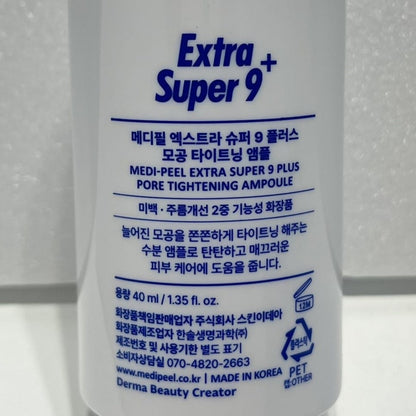 Extra
Super 9+
메디필 엑스트라 슈퍼 9 플러스
모공 타이트닝 앰플
MEDI-PEEL EXTRA SUPER 9 PLUS
PORE TIGHTENING AMPOULE
미백·주름개선 2중 기능성 화장품
늘어진 모공을 쫀쫀하게 타이트닝 해주는
수분 앰플로 탄탄하고 매끄러운
피부 케어에 도움을 줍니다.
용량 40 ml / 1.35 fl. oz.
12M
화장품책임판매업자 주식회사 스킨이데아
화장품제조업자 한솔생명과학(주)
제조번호 및 사용기한 별도 표기
소비자상담실 070-4820-2663
www.medipeel.co.kr | MADE IN KOREA
Derma Beauty Creator
플라스틱
PET
캡:OTHER